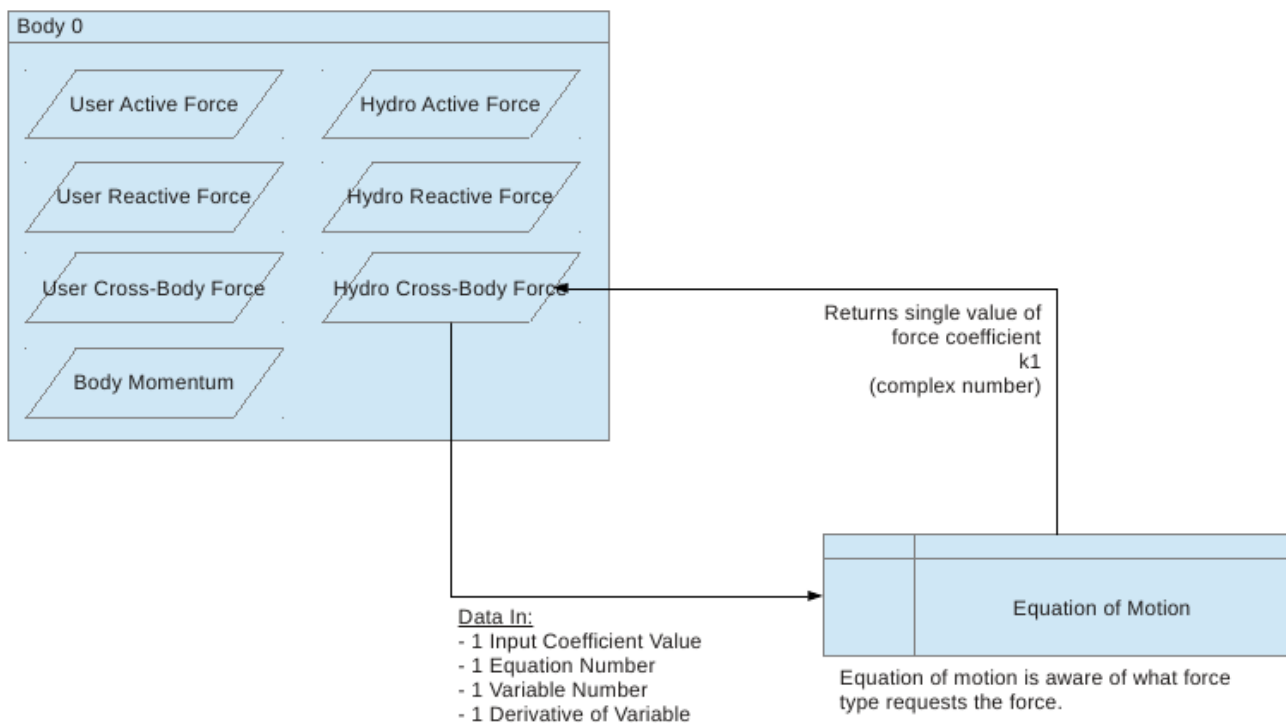 Body 0
User Active Force
Hydro Active Force
User Reactive Force
Hydro Reactive Force
User Cross-Body Force
Hydro Cross-Body Force
Body Momentum
Returns single value of
force coefficient
k1
(complex number)
Equation of Motion
Equation of motion is aware of what force
type requests the force.
Data In:
- 1 Input Coefficient Value
- 1 Equation Number
- 1 Variable Number
- 1 Derivative of Variable